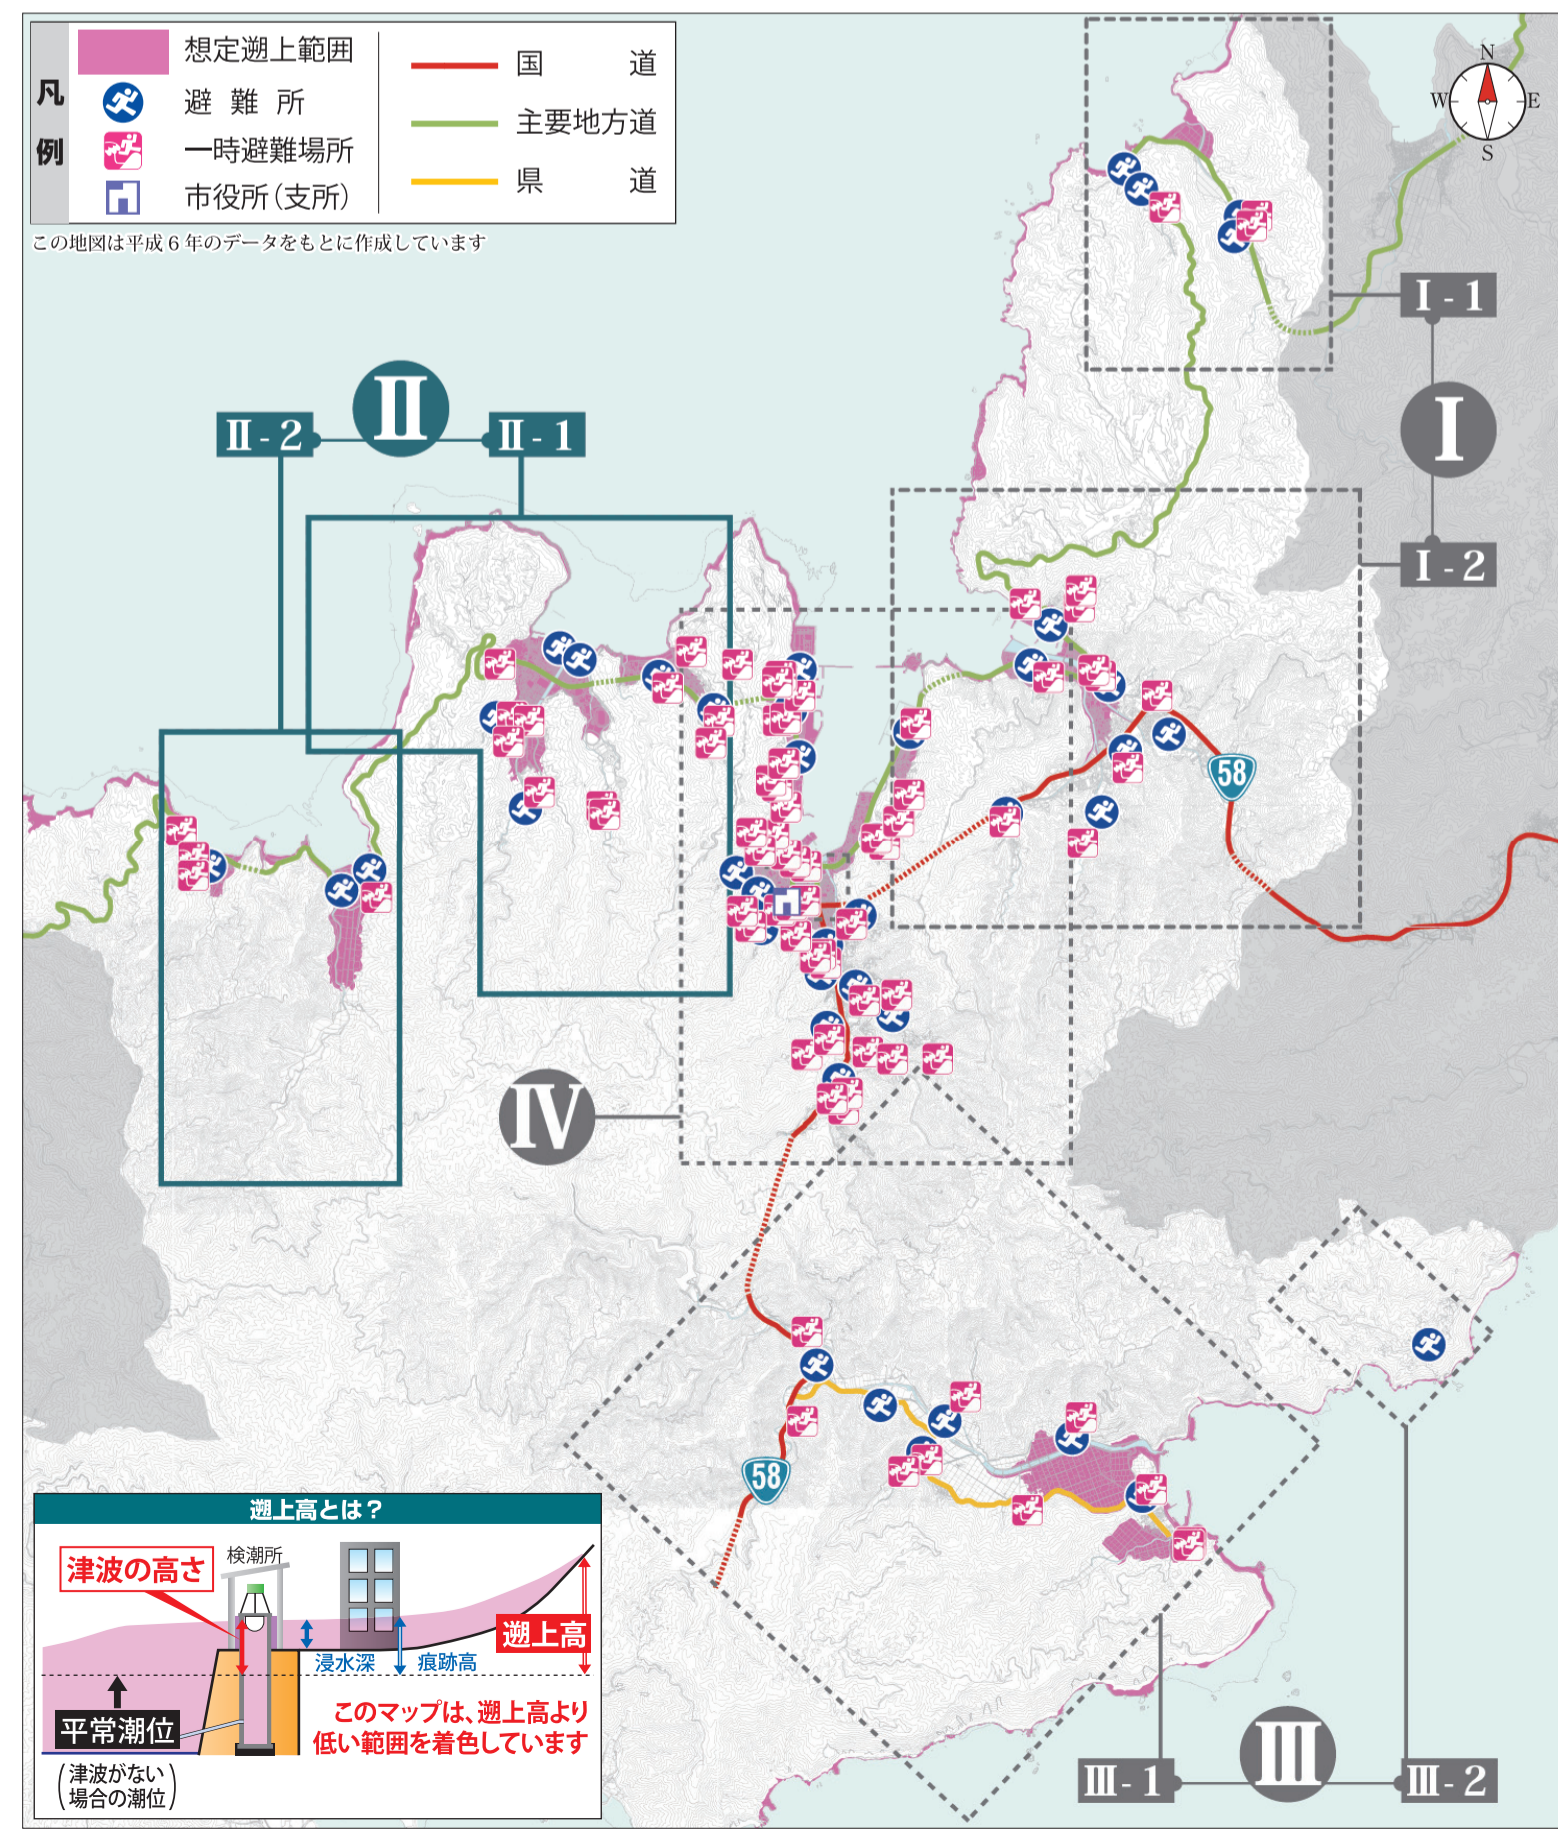 凡例
想定遡上範囲
避難所
一時避難場所
市役所(支所)
国道
主要地方道
県道
この地図は平成6年のデータをもとに作成しています
N
W
E
S
I-1
I
I-2
II-2
II
II-1
58
IV
58
III-1
III
III-2
遡上高とは?
津波の高さ
検潮所
浸水深
痕跡高
遡上高
平常潮位
(津波がない
場合の潮位)
このマップは、遡上高より
低い範囲を着色しています